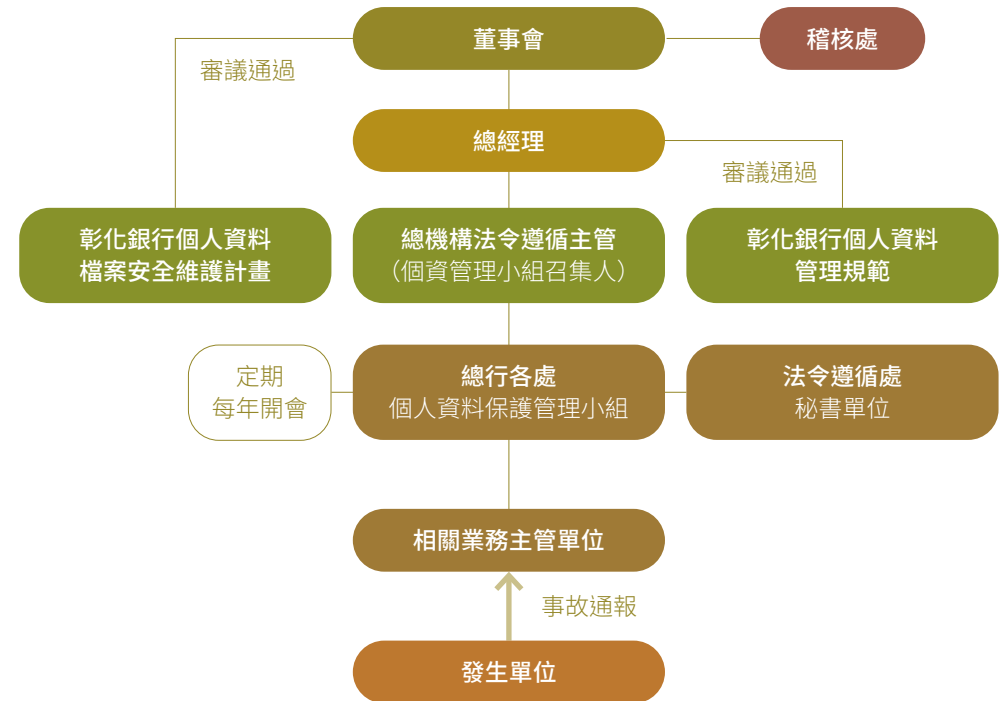 董事會
稽核處
審議通過
總經理
審議通過
彰化銀行個人資料
檔案安全維護計畫
總機構法令遵循主管
（個資管理小組召集人）
彰化銀行個人資料
管理規範
定期
每年開會
總行各處
個人資料保護管理小組
法令遵循處
秘書單位
相關業務主管單位
事故通報
發生單位